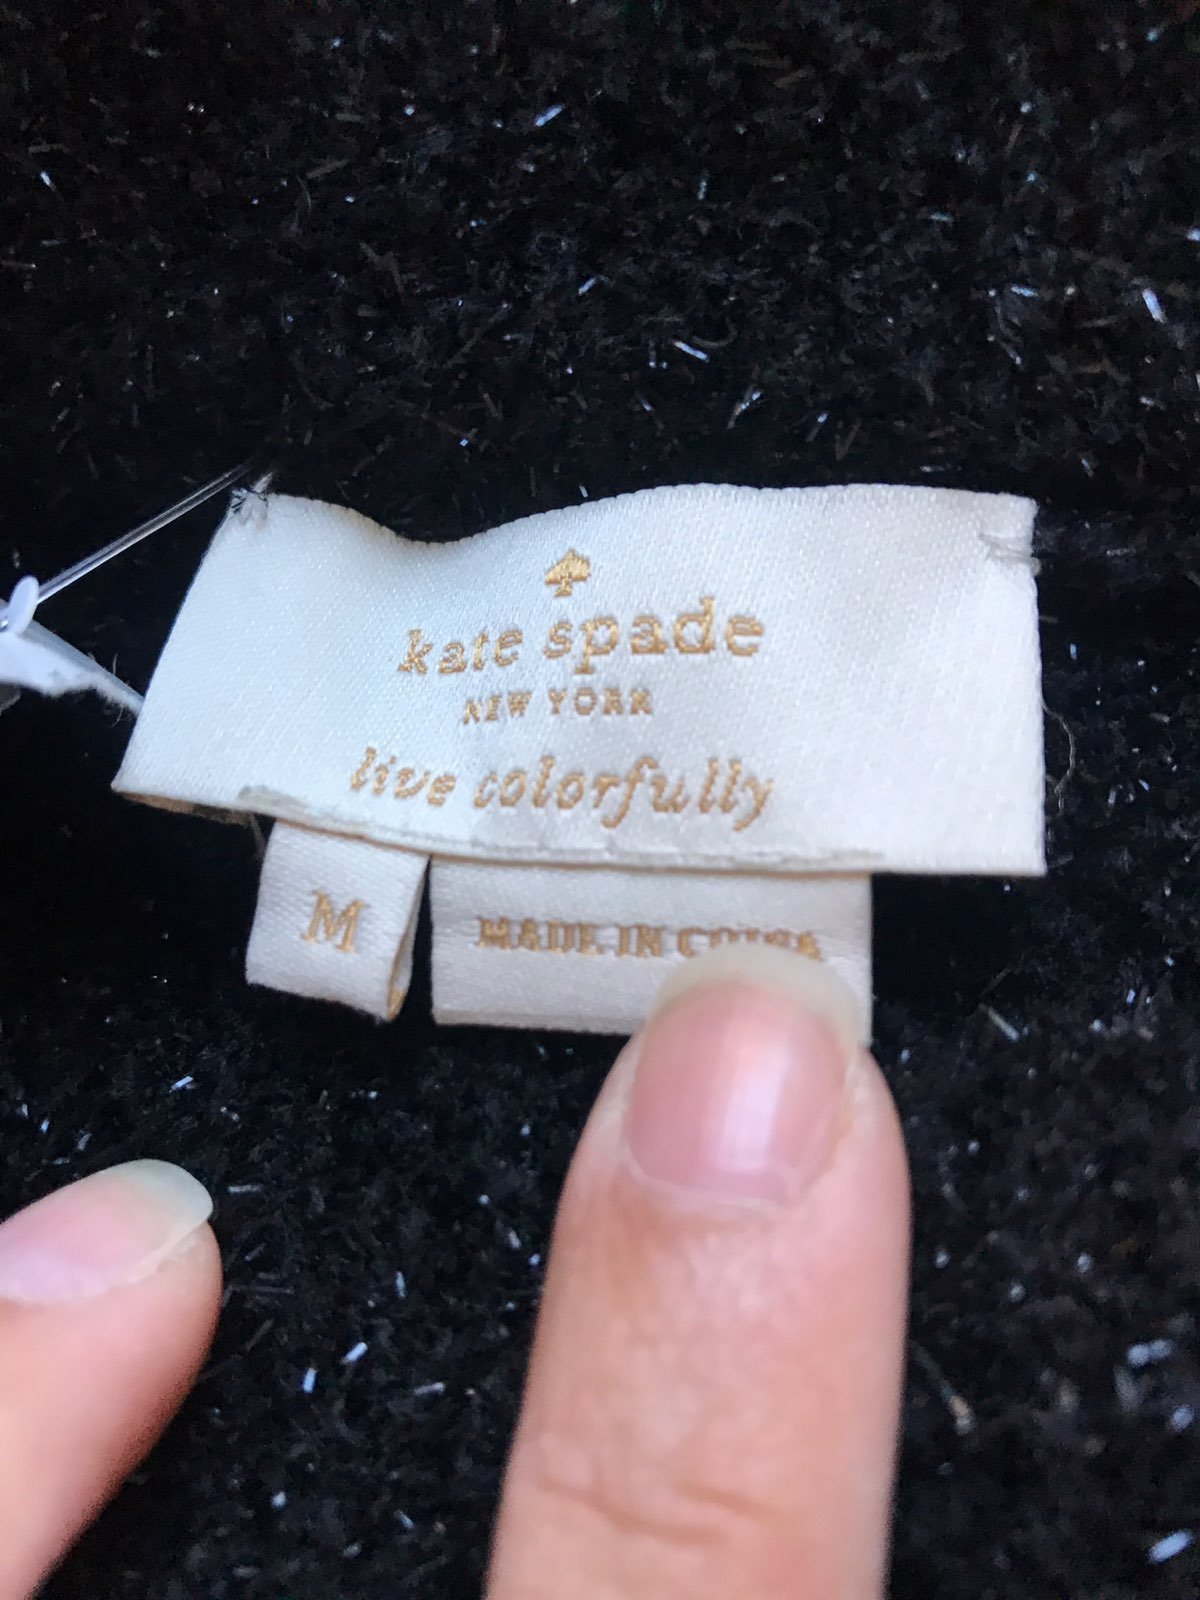 kate spade
NEW YORK
live colorfully
M
MADE IN CHINA